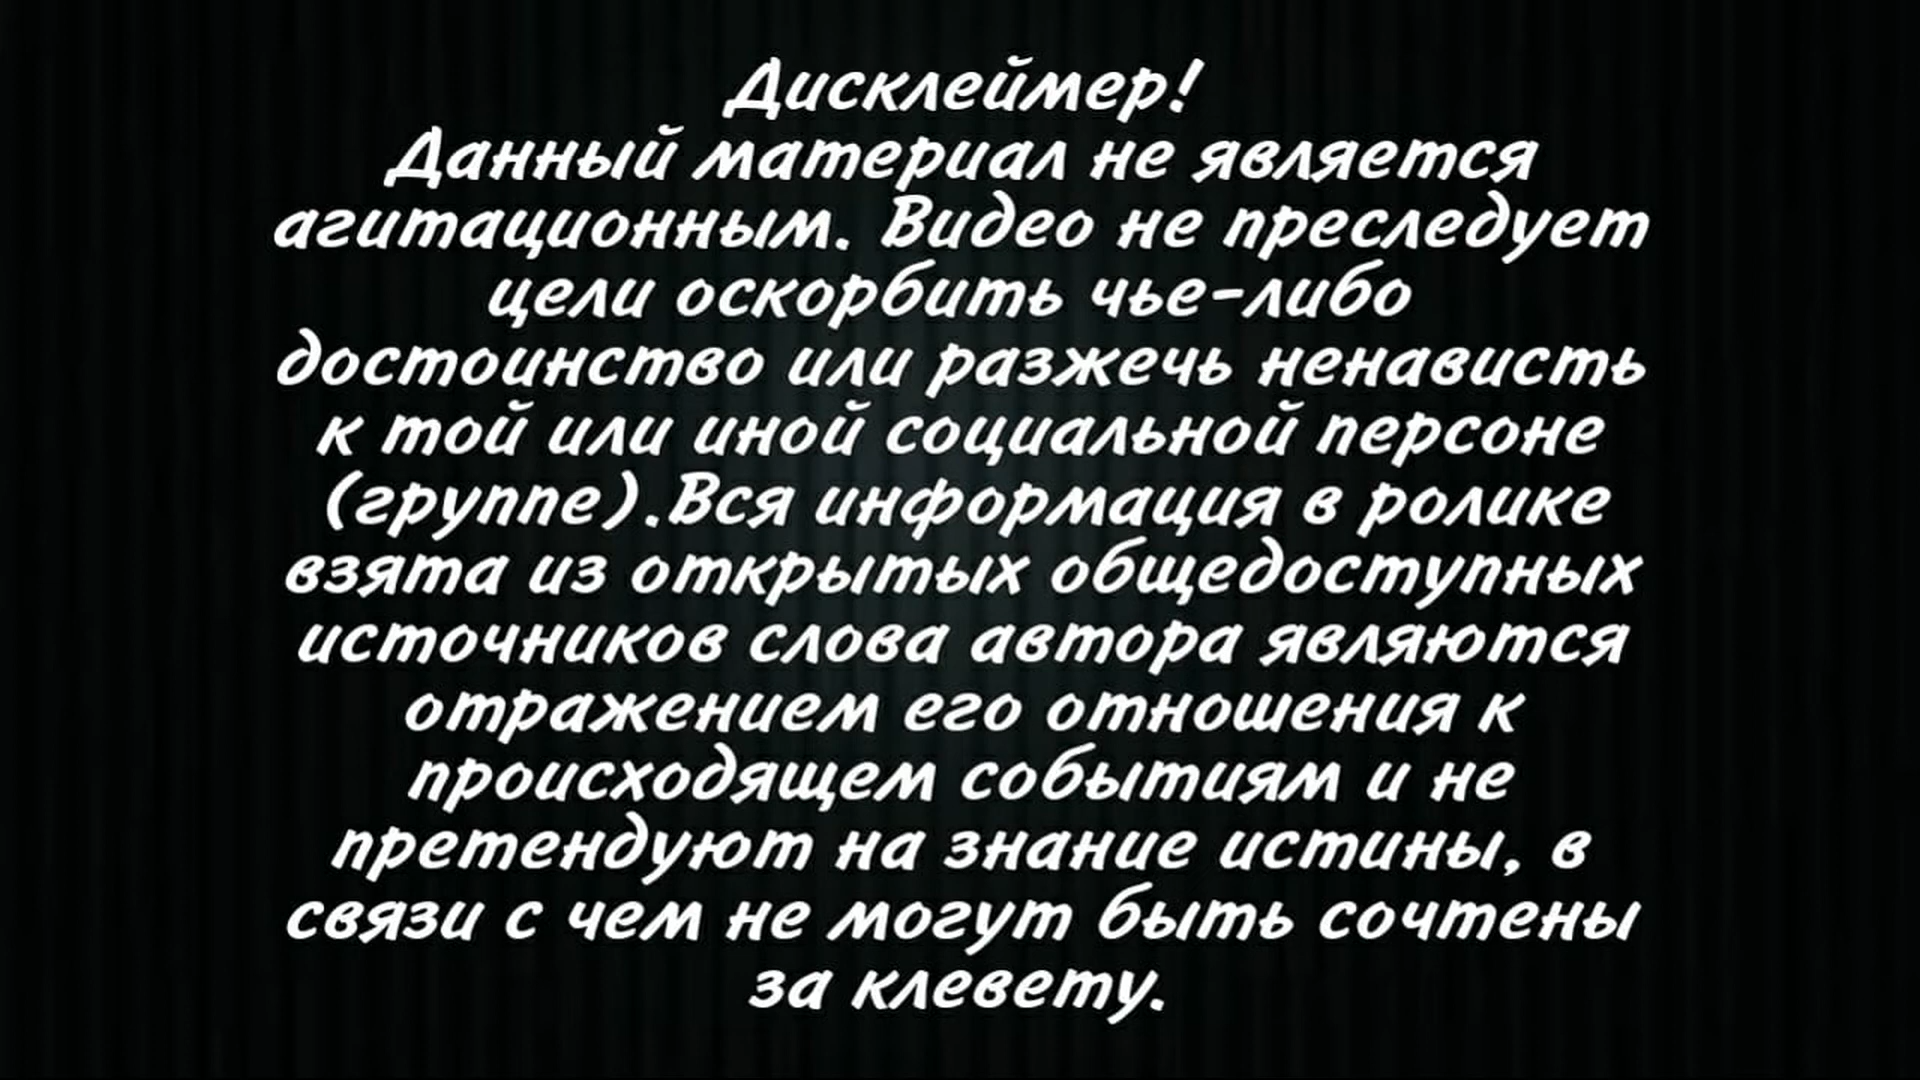 Дисклеймер!
Данный материал не является
агитационным. Видео не преследует
цели оскорбить чье-либо
достоинство или разжечь ненависть
к той или иной социальной персоне
(группе).Вся информация в ролике
взята из открытых общедоступных
источников слова автора являются
отражением его отношения к
происходящем событиям и не
претендуют на знание истины, в
связи с чем не могут быть сочтены
за клевету.